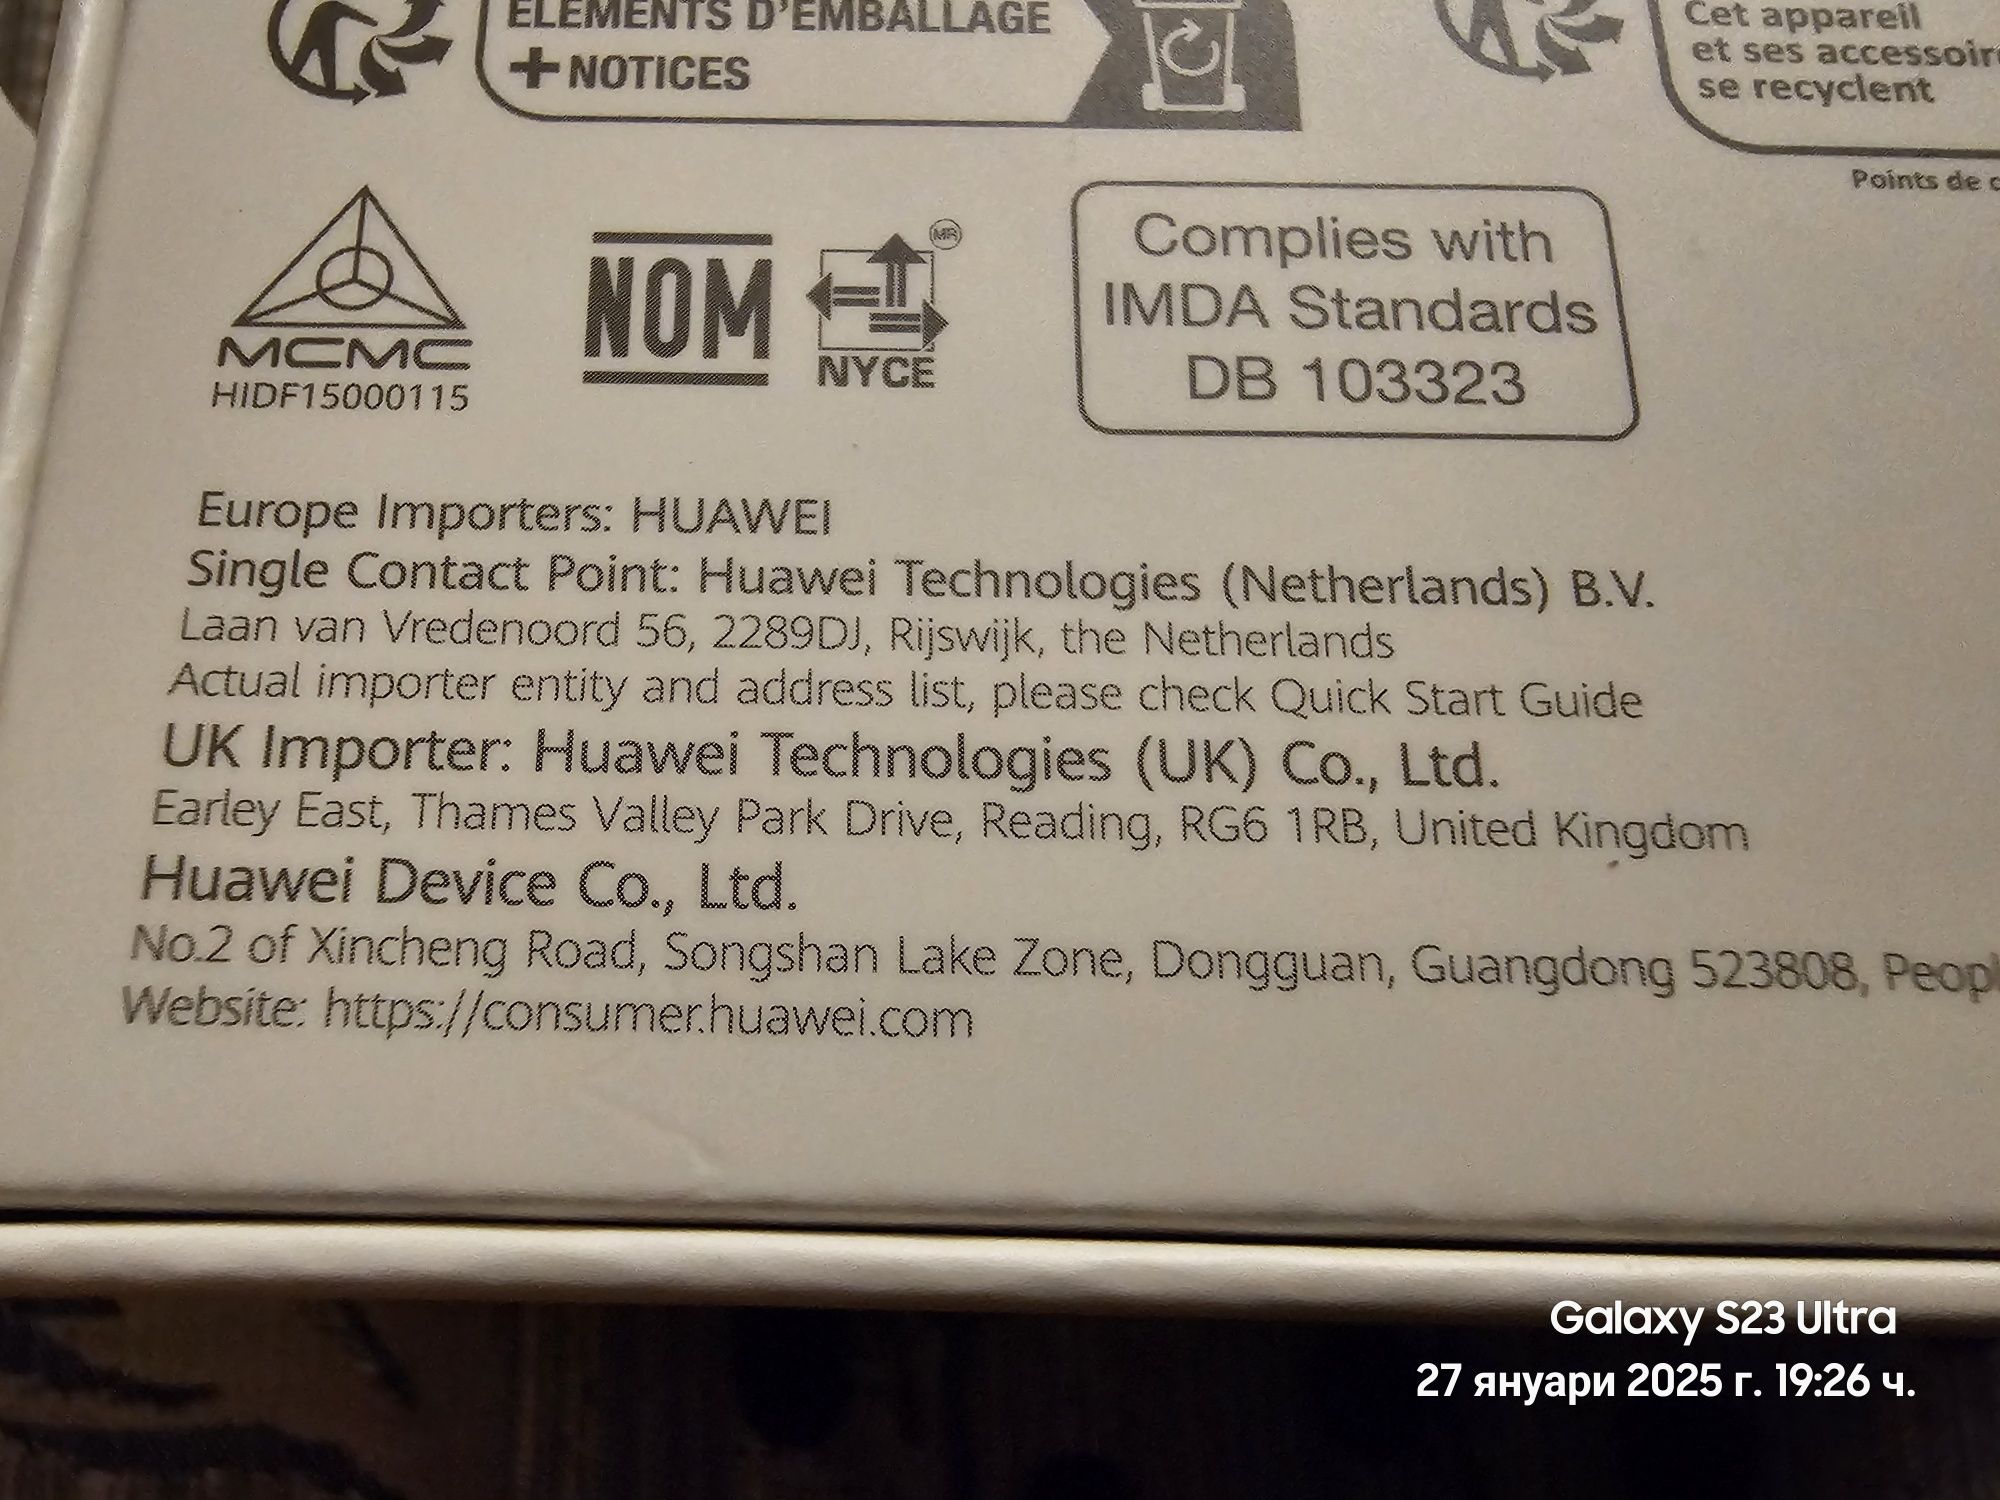 ÉLÉMENTS D'EMBALLAGE
+ NOTICES
Cet appareil
et ses
se recyclent
Points de
MCMC
HIDF15000115
NOM
MR
NYCE
Complies with
IMDA Standards
DB 103323
Europe Importers: HUAWEI
Single Contact Point: Huawei Technologies (Netherlands) B.V.
Laan van Vredenoord 56, 2289DJ, Rijswijk, the Netherlands
Actual importer entity and address list, please check Quick Start Guide
UK Importer: Huawei Technologies (UK) Co., Ltd.
Earley East, Thames Valley Park Drive, Reading, RG6 1RB, United Kingdom
Huawei Device Co., Ltd.
No.2 of Xincheng Road, Songshan Lake Zone, Dongguan, Guangdong 523808,
Website: https://consumer.huawei.com
Galaxy S23 Ultra
27 януари 2025 г. 19:26 ч.